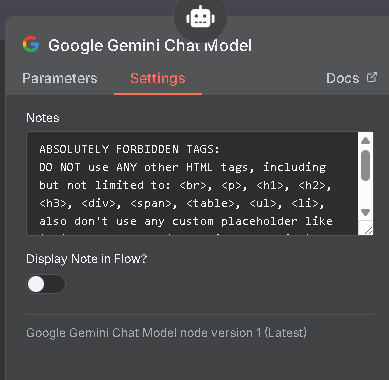 Google Gemini Chat Model
Parameters
Settings
Docs
Notes
ABSOLUTELY FORBIDDEN TAGS:
DO NOT use ANY other HTML tags, including
but not limited to: <br>, <p>, <h1>, <h2>,
<h3>, <div>, <span>, <table>, <ul>, <li>,
also don't use any custom placeholder like
Display Note in Flow?
Google Gemini Chat Model node version 1 (Latest)